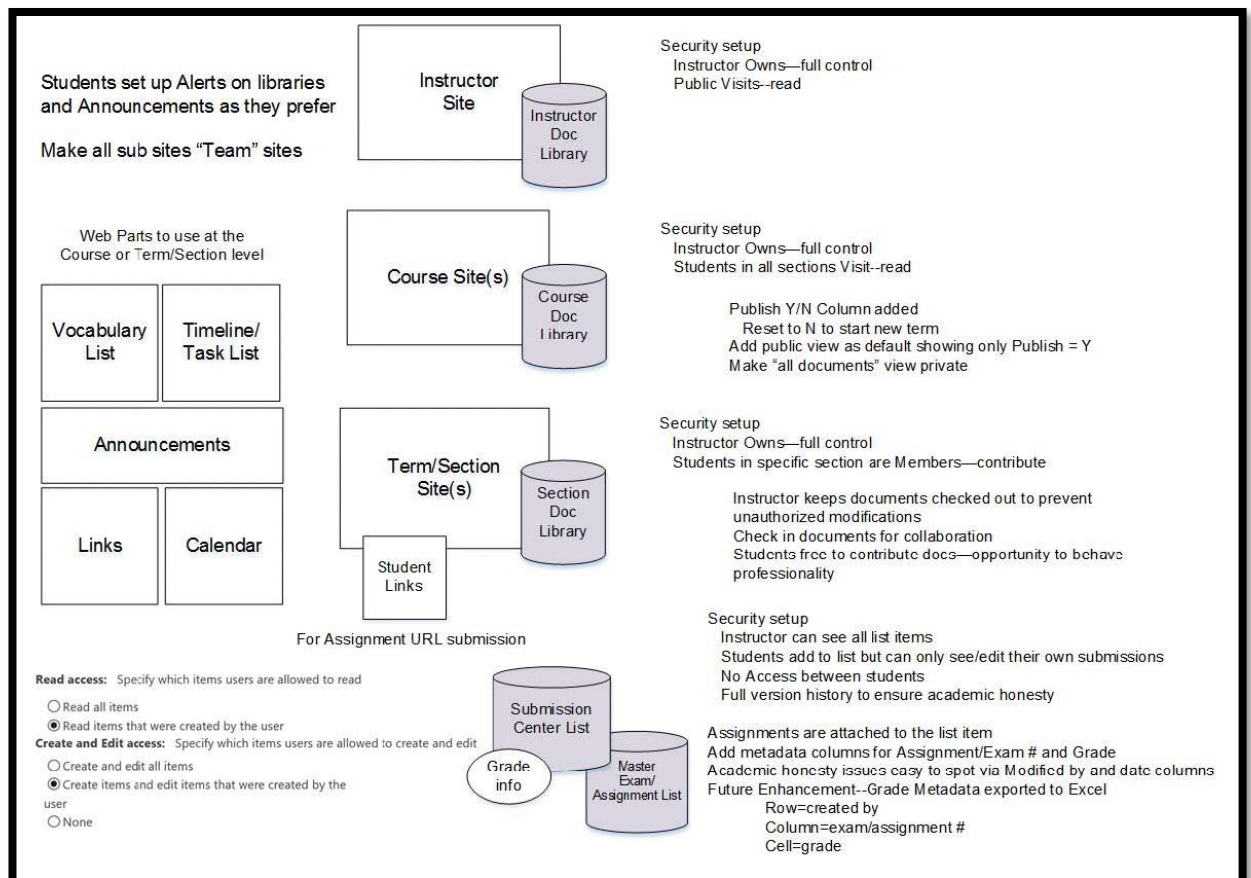 Students set up Alerts on libraries
and Announcements as they prefer
Make all sub sites “Team” sites
Instructor
Site
Instructor
Doc
Library
Security setup
Instructor Owns—full control
Public Visits--read
Web Parts to use at the
Course or Term/Section level
Vocabulary
List
Timeline/
Task List
Announcements
Links
Calendar
Course Site(s)
Course
Doc
Library
Security setup
Instructor Owns—full control
Students in all sections Visit--read
Publish Y/N Column added
Reset to N to start new term
Add public view as default showing only Publish = Y
Make “all documents” view private
Term/Section
Site(s)
Section
Doc
Library
Student
Links
Security setup
Instructor Owns—full control
Students in specific section are Members—contribute
Instructor keeps documents checked out to prevent
unauthorized modifications
Check in documents for collaboration
Students free to contribute docs—opportunity to behave
professionality
For Assignment URL submission
Read access: Specify which items users are allowed to read
Read all items
Read items that were created by the user
Create and Edit access: Specify which items users are allowed to create and edit
Create and edit all items
Create items and edit items that were created by the
user
None
Submission
Center List
Grade
info
Master
Exam/
Assignment List
Security setup
Instructor can see all list items
Students add to list but can only see/edit their own submissions
No Access between students
Full version history to ensure academic honesty
Assignments are attached to the list item
Add metadata columns for Assignment/Exam # and Grade
Academic honesty issues easy to spot via Modified by and date columns
Future Enhancement--Grade Metadata exported to Excel
Row=created by
Column=exam/assignment #
Cell=grade